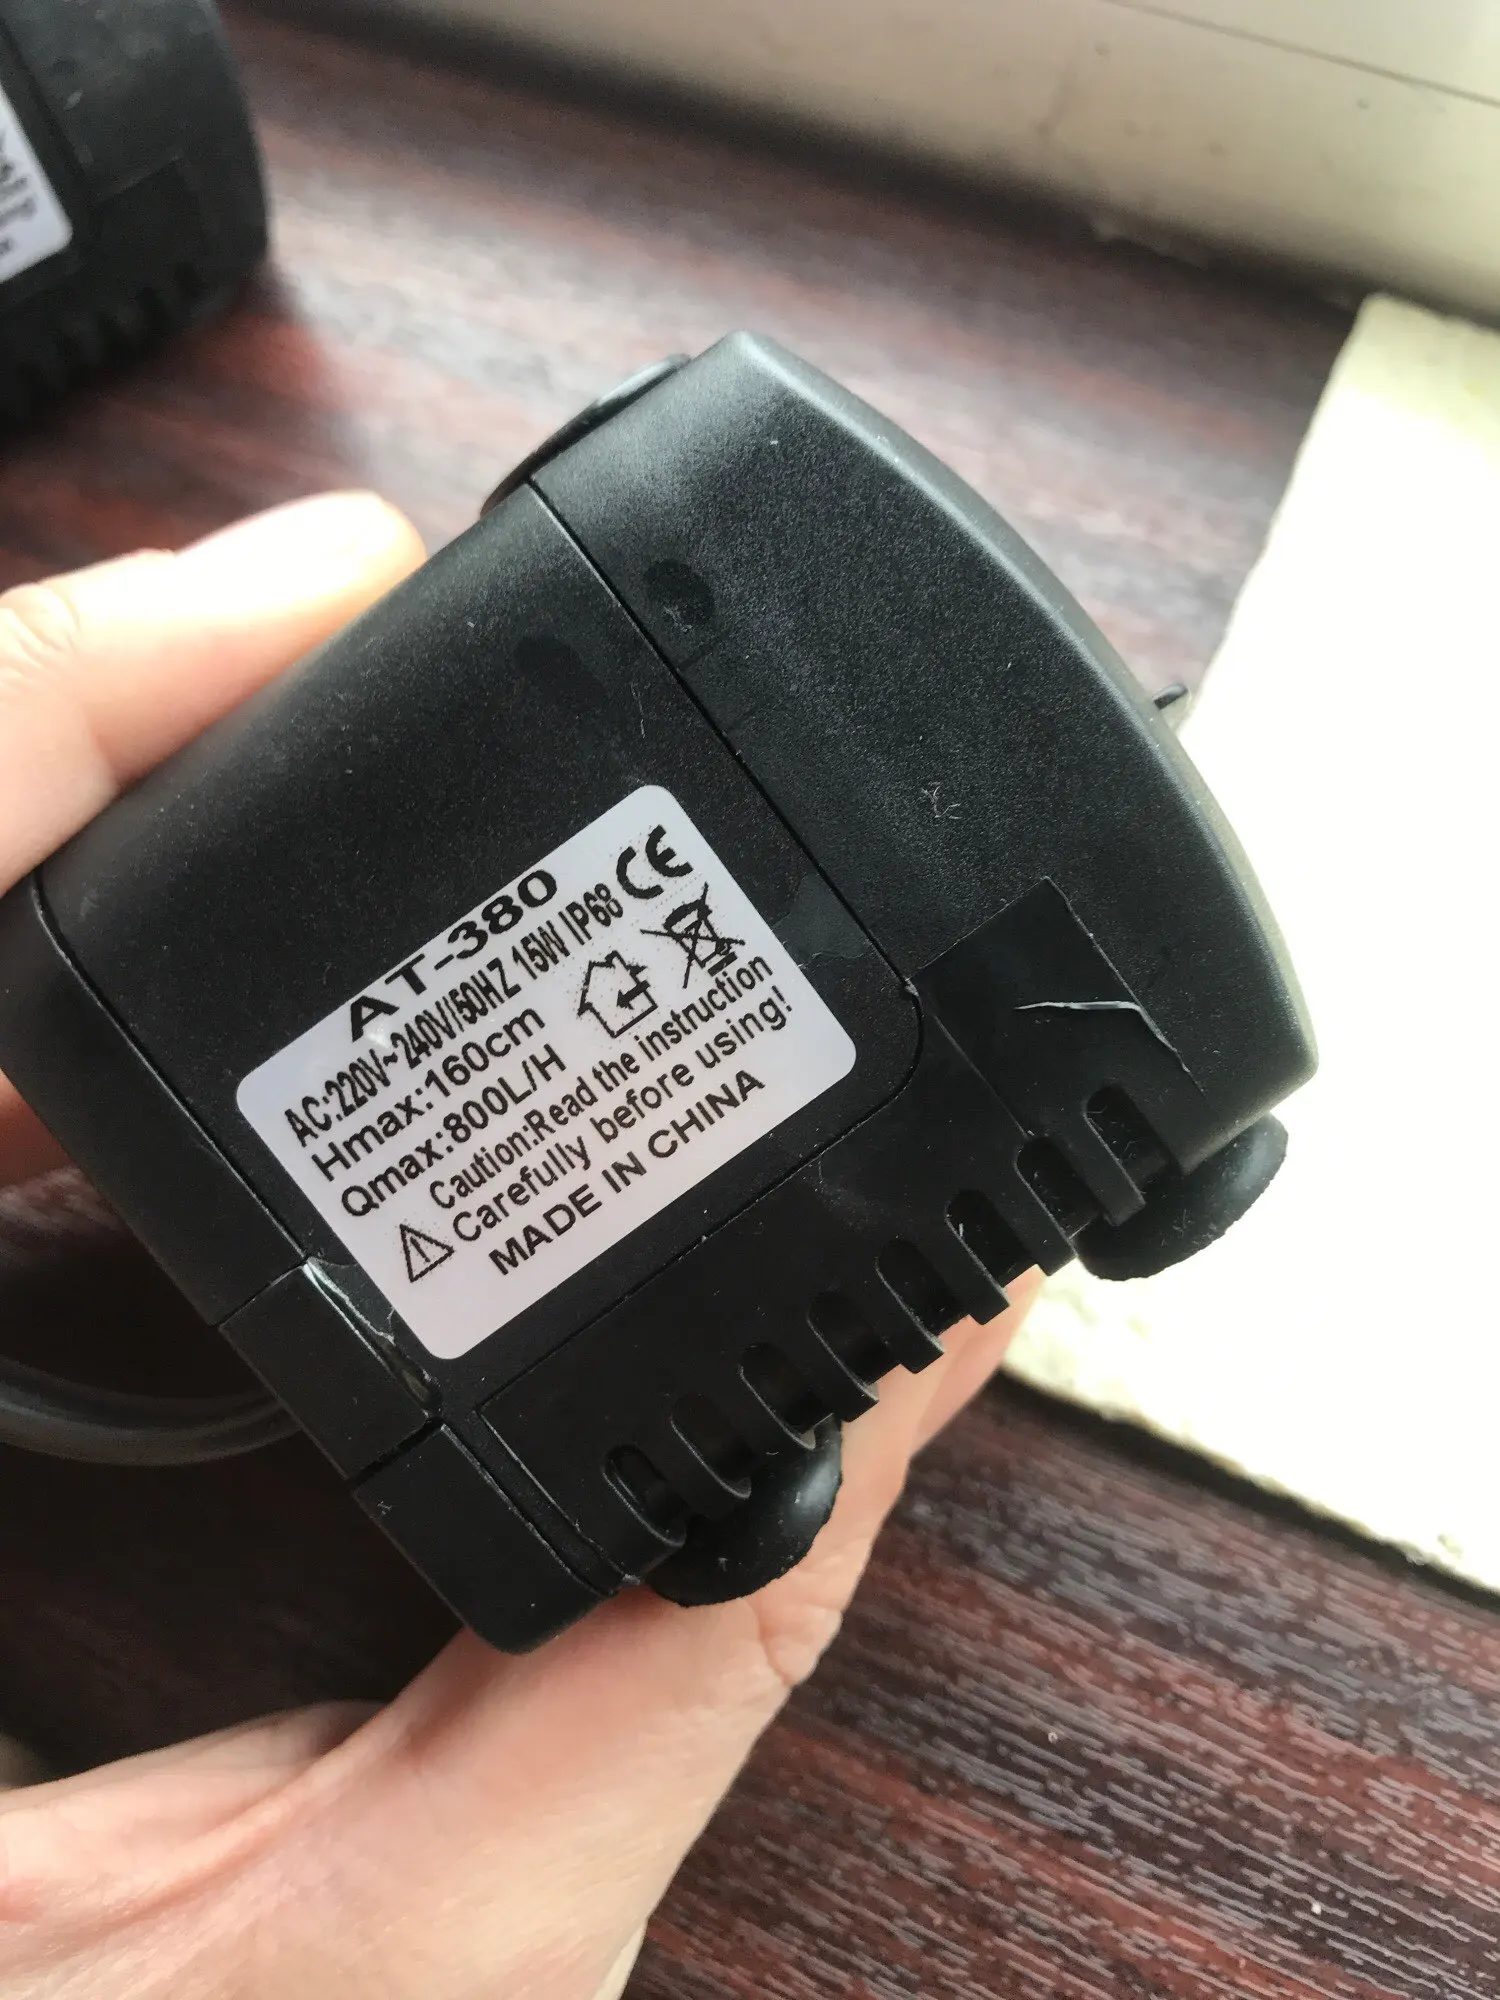 AT-380
AC:220V~240V/50HZ 15W IP68 CE
Hmax:160cm
Qmax:800L/H
Caution:Read the instruction
Carefully before using!
MADE IN CHINA